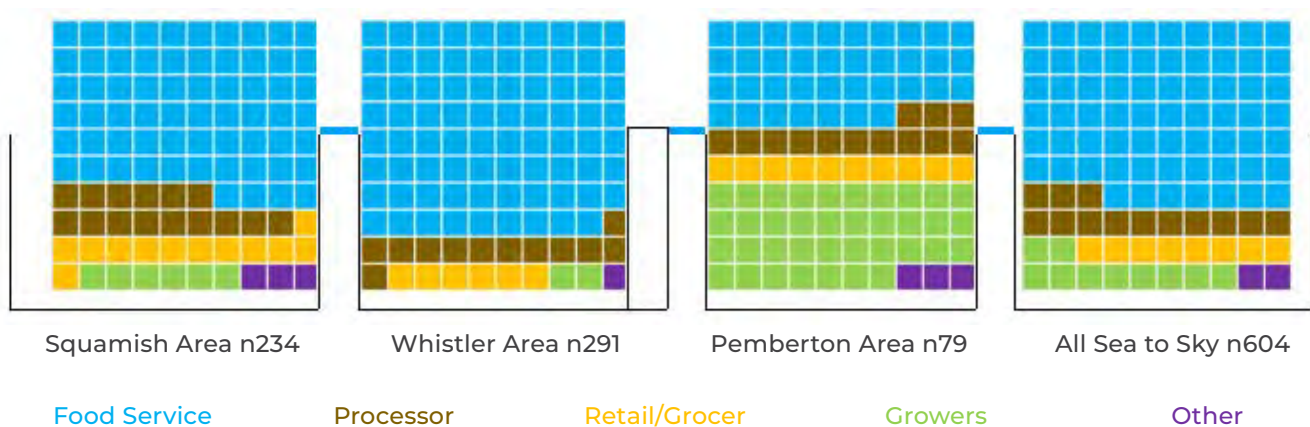 Squamish Area n234 Whistler Area n291 Pemberton Area n79 All Sea to Sky n604
Food Service Processor Retail/Grocer Growers Other